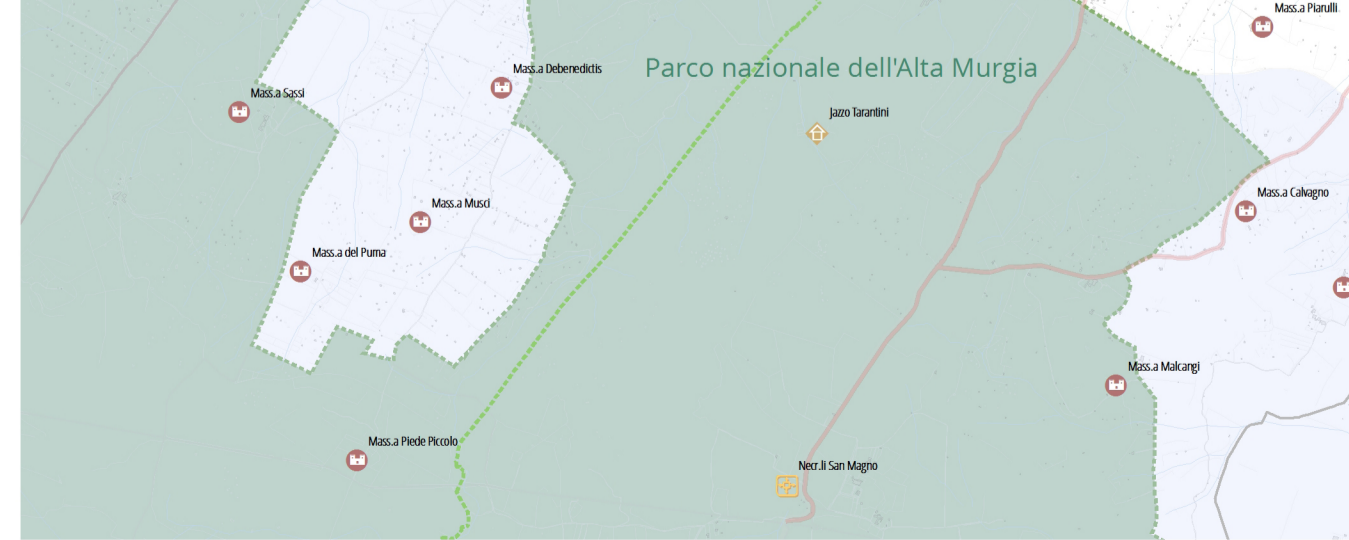 Mass.a Piarulli
Parco nazionale dell'Alta Murgia
Mass.a Debenedictis
Mass.a Sassi
Jazzo Tarantini
Mass.a Calvagno
Mass.a Musci
Mass.a del Puma
Mass.a Malcangi
Mass.a Piede Piccolo
Necr.li San Magno